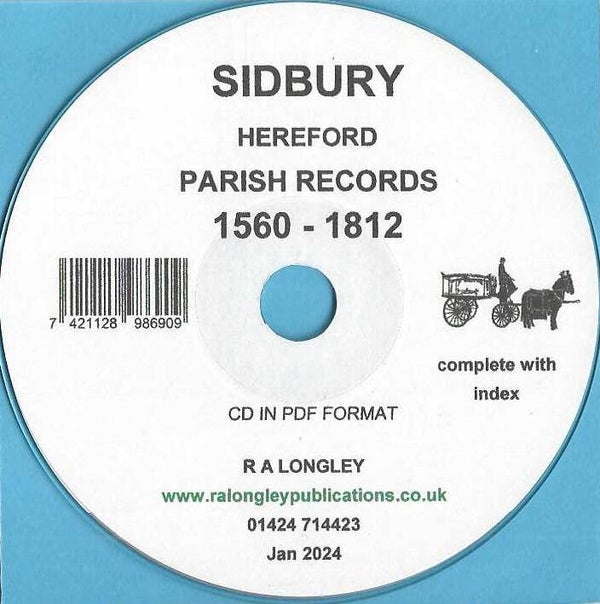 SIDBURY
HEREFORD
PARISH RECORDS
1560 - 1812
7 421128 986909
complete with
index
CD IN PDF FORMAT
R A LONGLEY
www.ralongleypublications.co.uk
01424 714423
Jan 2024